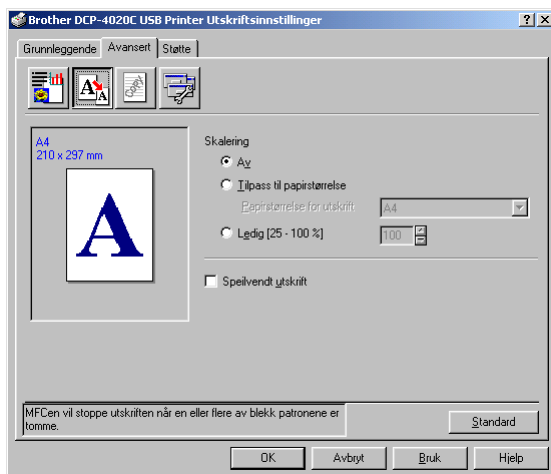 Brother DCP-4020C USB Printer Utskriftsinnstillinger
Grunnleggende Avansert Støtte
A4
210 x 297 mm
A
Skalering
Av
Tilpass til papirstørrelse
Papirstørrelse for utskrift A4
Ledig [25 - 100 %] 100
Speilvendt utskrift
MFCen vil stoppe utskriften når en eller flere av blekk patronene er
tomme.
Standard
OK Avbryt Bruk Hjelp